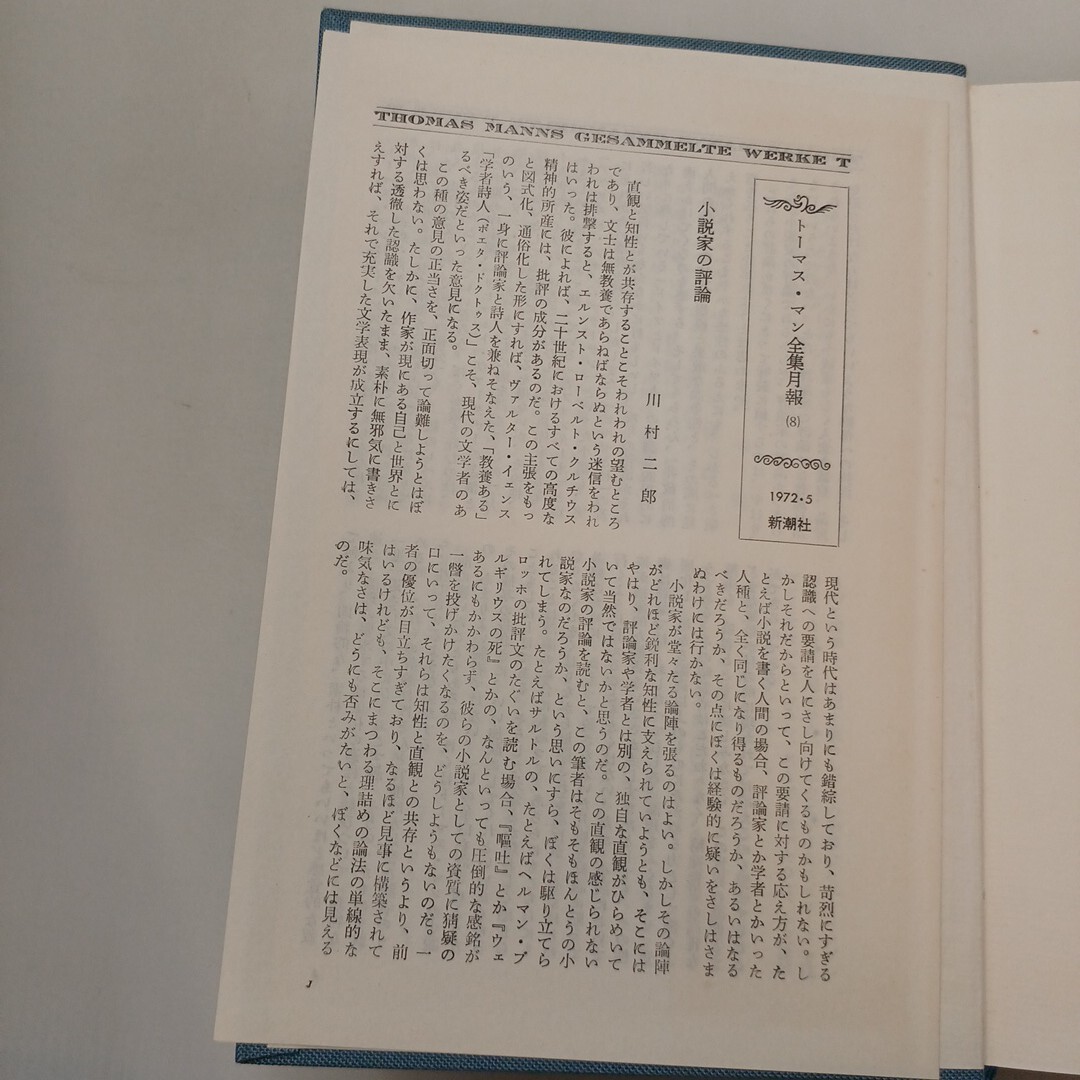 THOMAS MANNS GESAMMELTE WERKE T
トーマス・マン全集月報 (8)
1972・5
新潮社
小説家の評論
川村二郎
直観と知性とが共存することこそわれわれの望むところ
であり、文士は無教養であらねばならぬという迷信をわれ
われは排撃すると、エルンスト・ローベルト・クルチウス
はいった。彼によれば、二十世紀におけるすべての高度な
精神的所産には、批評の成分があるのだ。この主張をもっ
と図式化、通俗化した形にすれば、ヴァルター・イェンス
のいう、一身に評論家と詩人を兼ねそなえた、「教養ある」
「学者詩人(ポエタ・ドクトゥス)」こそ、現代の文学者のあ
るべき姿だといった意見になる。
この種の意見の正当さを、正面切って論難しようとはぼ
くは思わない。たしかに、作家が現にある自己と世界とに
対する透徹した認識を欠いたまま、素朴に無邪気に書きさ
えすれば、それで充実した文学表現が成立するにしては、
現代という時代はあまりにも錯綜しており、苛烈にすぎる
認識への要請を人にさし向けてくるものかもしれない。し
かしそれだからといって、この要請に対する応え方が、た
とえば小説を書く人間の場合、評論家とか学者とかいった
人種と、全く同じになり得るものだろうか、あるいはなる
べきだろうか、その点にぼくは経験的に疑いをさしはさま
ぬわけには行かない。
小説家が堂々たる論陣を張るのはよい。しかしその論陣
がどれほど鋭利な知性に支えられていようとも、そこには
やはり、評論家や学者とは別の、独自な直観がひらめいて
いて当然ではないかと思うのだ。この直観の感じられない
小説家の評論を読むと、この筆者はそもそもほんとうの小
説家なのだろうか、という思いにすら、ぼくは駆り立てら
れてしまう。たとえばサルトルの、たとえばヘルマン・ブ
ロッホの批評文のたぐいを読む場合、『嘔吐』とか『ウェ
ルギリウスの死』とかの、なんといっても圧倒的な感銘が
あるにもかかわらず、彼らの小説家としての資質に猜疑の
一瞥を投げかけたくなるのを、どうしようもないのだ。一
口にいって、それらは知性と直観との共存というより、前
者の優位が目立ちすぎており、なるほど見事に構築されて
はいるけれども、そこにまつわる理詰めの論法の単線的な
味気なさは、どうにも否みがたいと、ぼくなどには見える
のだ。